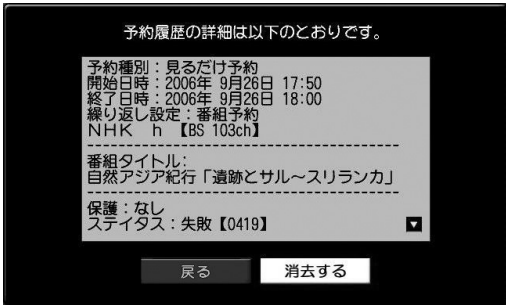 予約履歴の詳細は以下のとおりです。
予約種別：見るだけ予約
開始日時：2006年 9月26日 17:50
終了日時：2006年 9月26日 18:00
繰り返し設定：番組予約
NHK h 【BS 103ch】
番組タイトル：
自然アジア紀行「遺跡とサル～スリランカ」
保護：なし
ステイタス：失敗【0419】
戻る 消去する